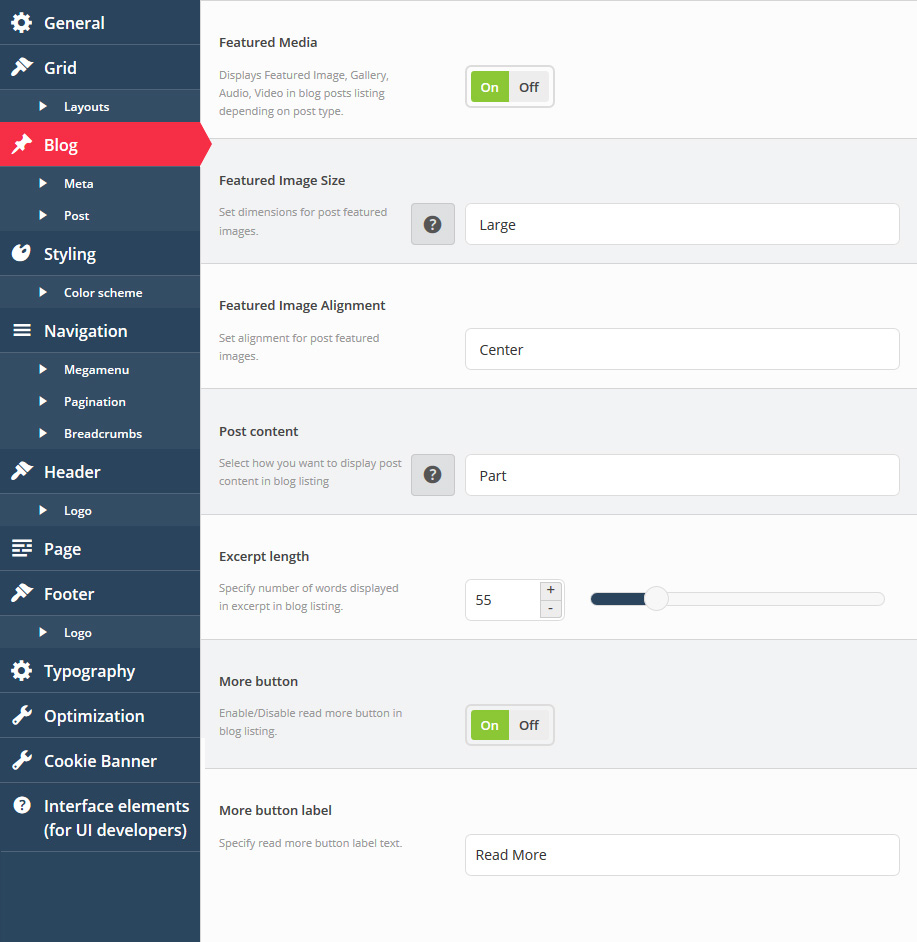 General
Grid
Layouts
Blog
Meta
Post
Styling
Color scheme
Navigation
Megamenu
Pagination
Breadcrumbs
Header
Logo
Page
Footer
Logo
Typography
Optimization
Cookie Banner
Interface elements
(for UI developers)
Featured Media
Displays Featured Image, Gallery,
Audio, Video in blog posts listing
depending on post type.
On Off
Featured Image Size
Set dimensions for post featured
images.
?
Large
Featured Image Alignment
Set alignment for post featured
images.
Center
Post content
Select how you want to display post
content in blog listing
?
Part
Excerpt length
Specify number of words displayed
in excerpt in blog listing.
55
+
-
More button
Enable/Disable read more button in
blog listing.
On Off
More button label
Specify read more button label text.
Read More